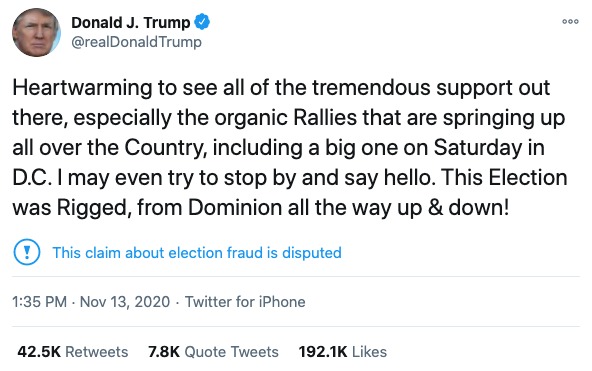 Donald J. Trump
@realDonaldTrump
Heartwarming to see all of the tremendous support out
there, especially the organic Rallies that are springing up
all over the Country, including a big one on Saturday in
D.C. I may even try to stop by and say hello. This Election
was Rigged, from Dominion all the way up & down!
This claim about election fraud is disputed
1:35 PM · Nov 13, 2020 · Twitter for iPhone
42.5K Retweets 7.8K Quote Tweets 192.1K Likes